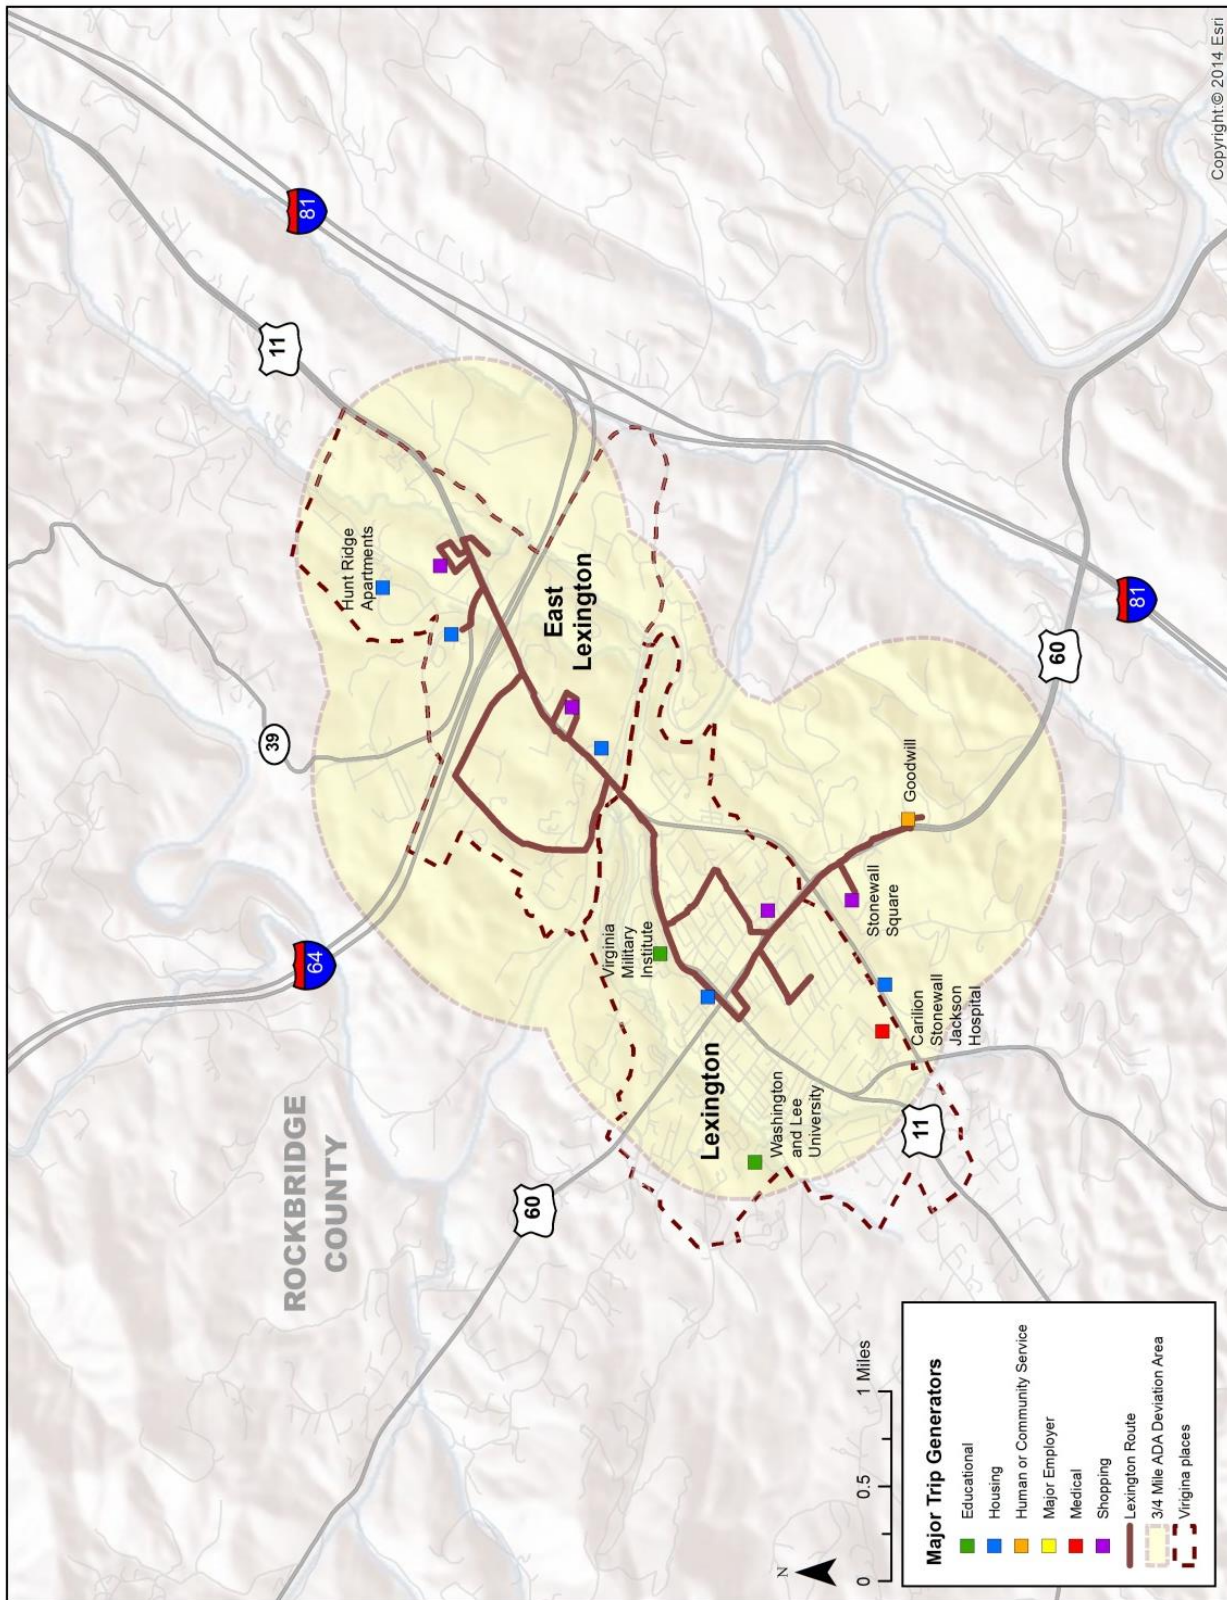 ROCKBRIDGE
COUNTY
64
39
11
81
Hunt Ridge
Apartments
East
Lexington
Virginia
Military
Institute
60
Lexington
Washington
and Lee
University
Carilion
Stonewall
Jackson
Hospital
Stonewall
Square
Goodwill
11
60
81
N
0
0.5
1 Miles
Major Trip Generators
Educational
Housing
Human or Community Service
Major Employer
Medical
Shopping
Lexington Route
3/4 Mile ADA Deviation Area
Virigina places
Copyright:© 2014 Esri